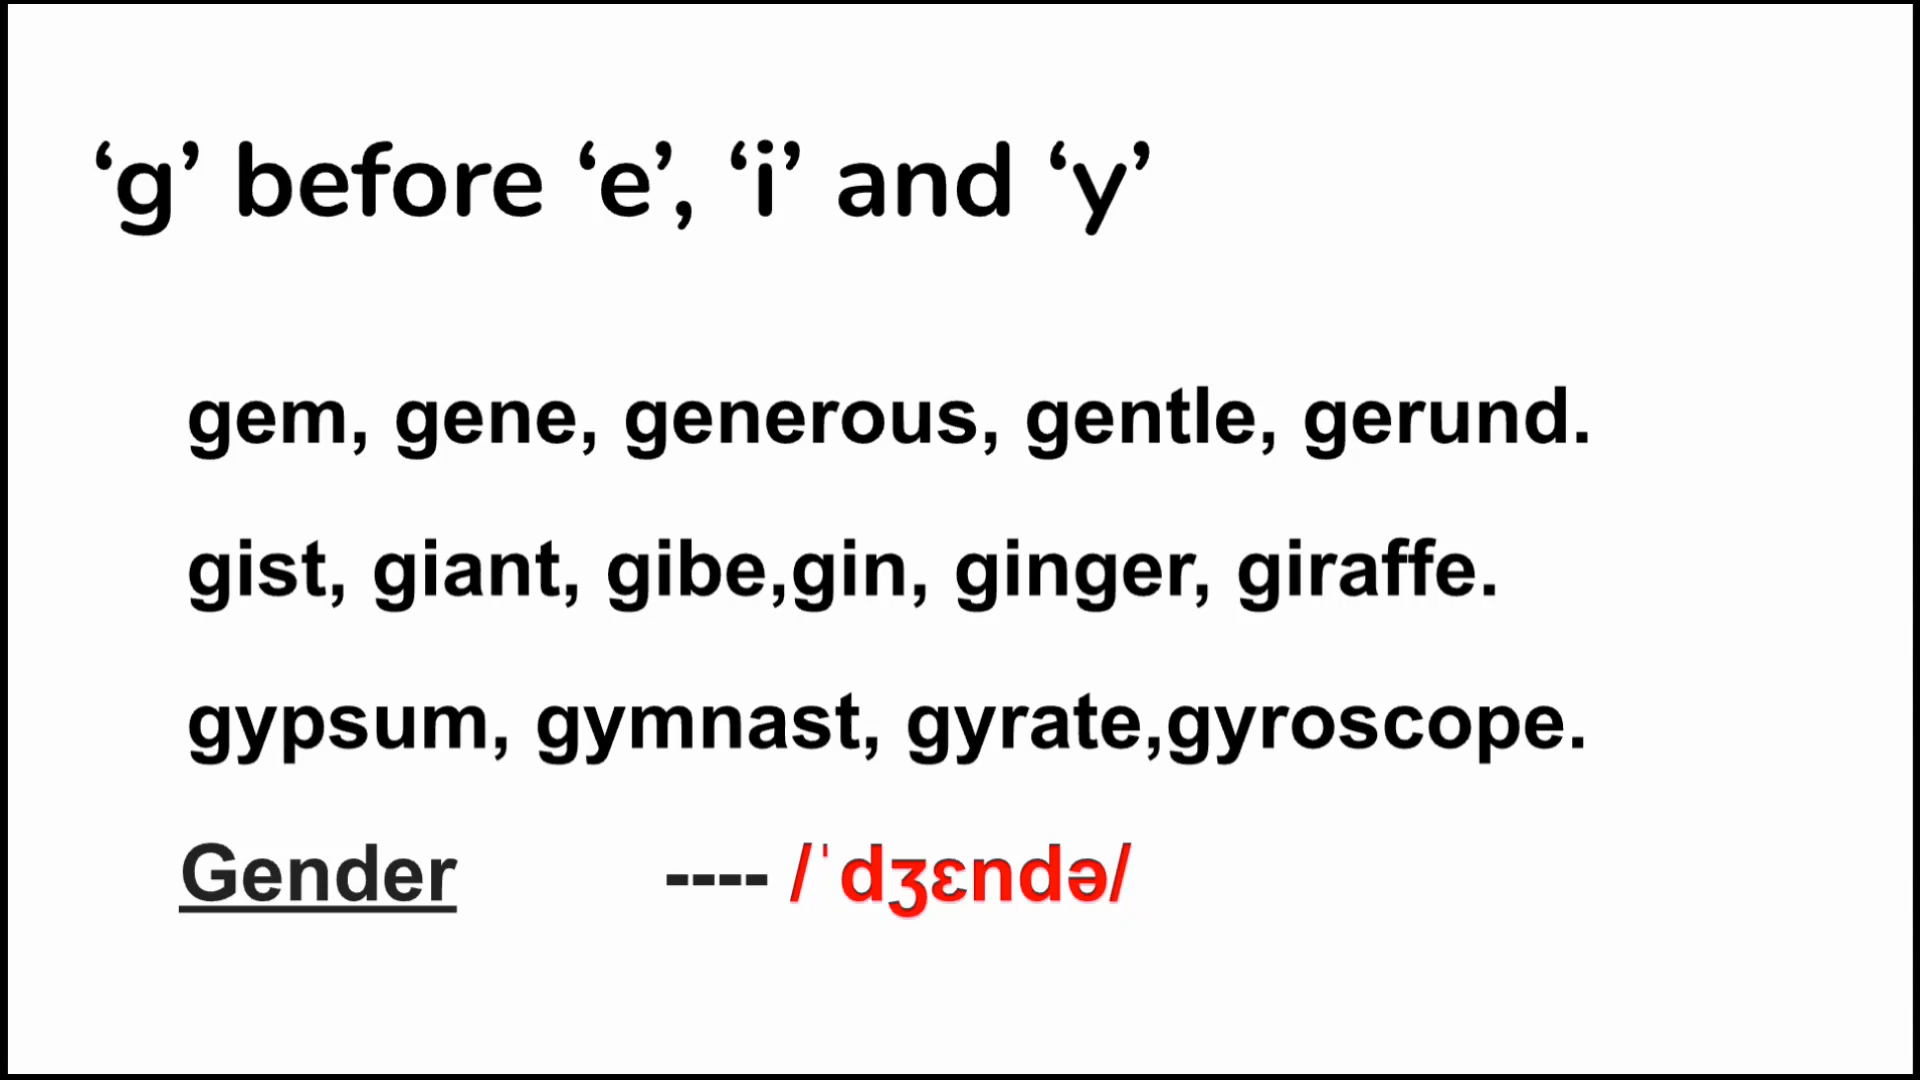 ‘g’ before ‘e’, ‘i’ and ‘y’
gem, gene, generous, gentle, gerund.
gist, giant, gibe,gin, ginger, giraffe.
gypsum, gymnast, gyrate,gyroscope.
Gender ---- /ˈdʒɛndə/